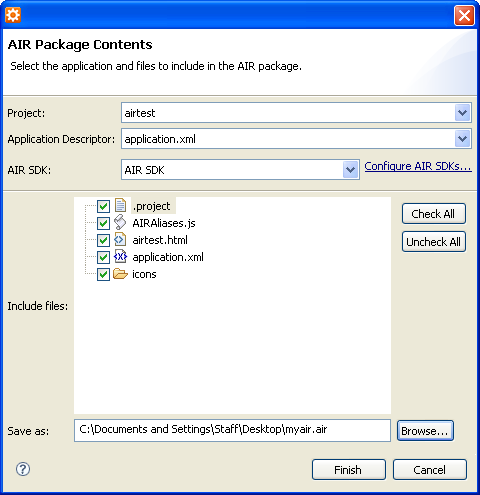 AIR Package Contents
Select the application and files to include in the AIR package.
Project: airtest
Application Descriptor: application.xml
AIR SDK: AIR SDK Configure AIR SDKs...
.project
Check All
AIRAliases.js
airtest.html
Uncheck All
application.xml
icons
Include files:
Save as: C:\Documents and Settings\Staff\Desktop\myair.air Browse...
? Finish Cancel